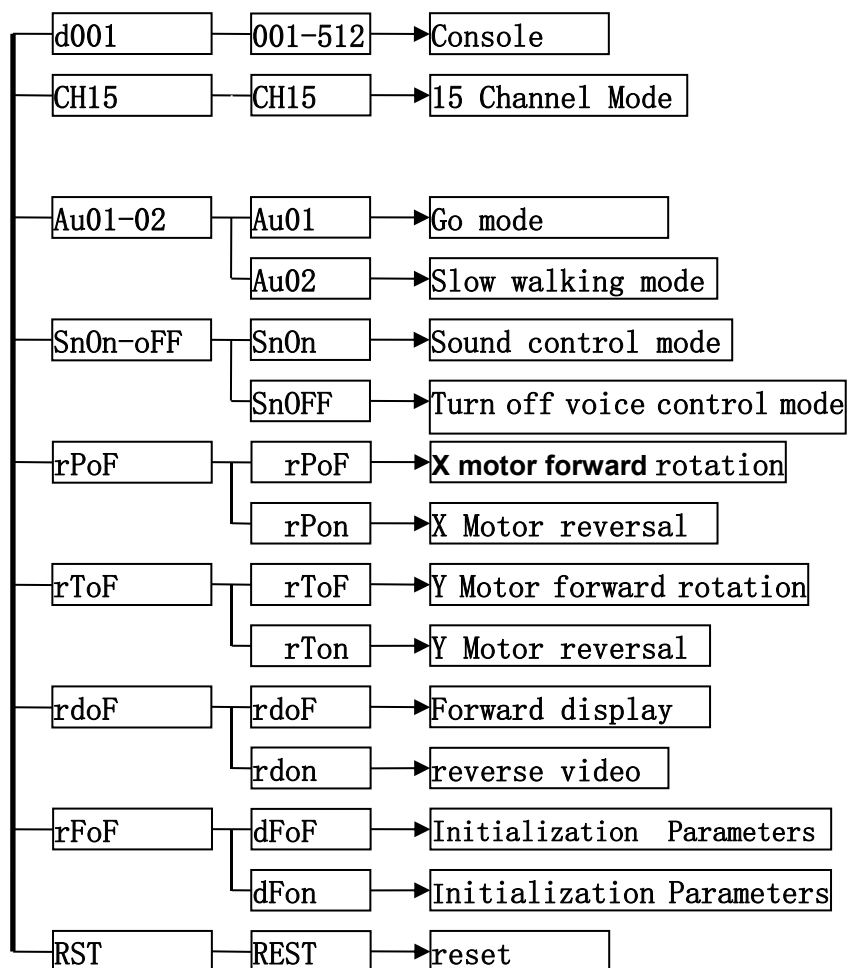 d001 001-512 Console
CH15 CH15 15 Channel Mode
Au01-02 Au01 Go mode
Au02 Slow walking mode
SnOn-oFF SnOn Sound control mode
SnOFF Turn off voice control mode
rPoF rPoF X motor forward rotation
rPon X Motor reversal
rToF rToF Y Motor forward rotation
rTon Y Motor reversal
rdoF rdoF Forward display
rdon reverse video
rFoF dFoF Initialization Parameters
dFon Initialization Parameters
RST REST reset